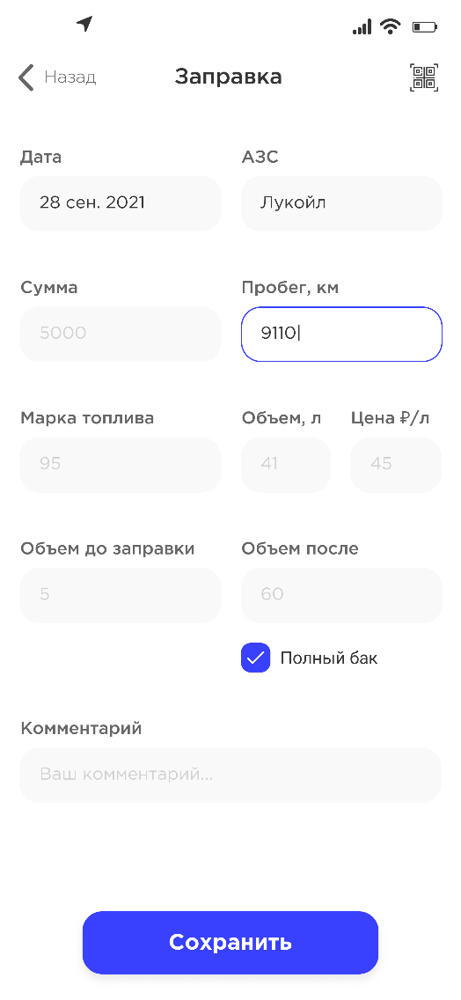 Назад
Заправка
Дата
АЗС
28 сен. 2021
Лукойл
Сумма
Пробег, км
5000
9110
Марка топлива
Объем, л
Цена ₽/л
95
41
45
Объем до заправки
Объем после
5
60
Полный бак
Комментарий
Ваш комментарий...
Сохранить